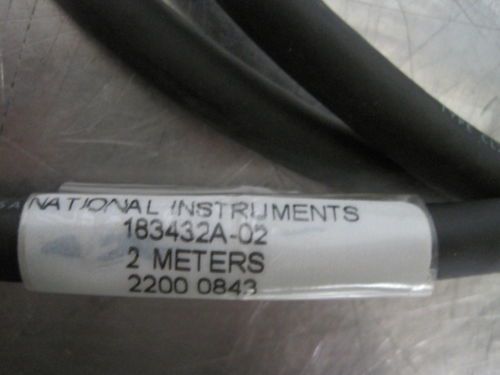 NATIONAL INSTRUMENTS
183432A-02
2 METERS
2200 0843